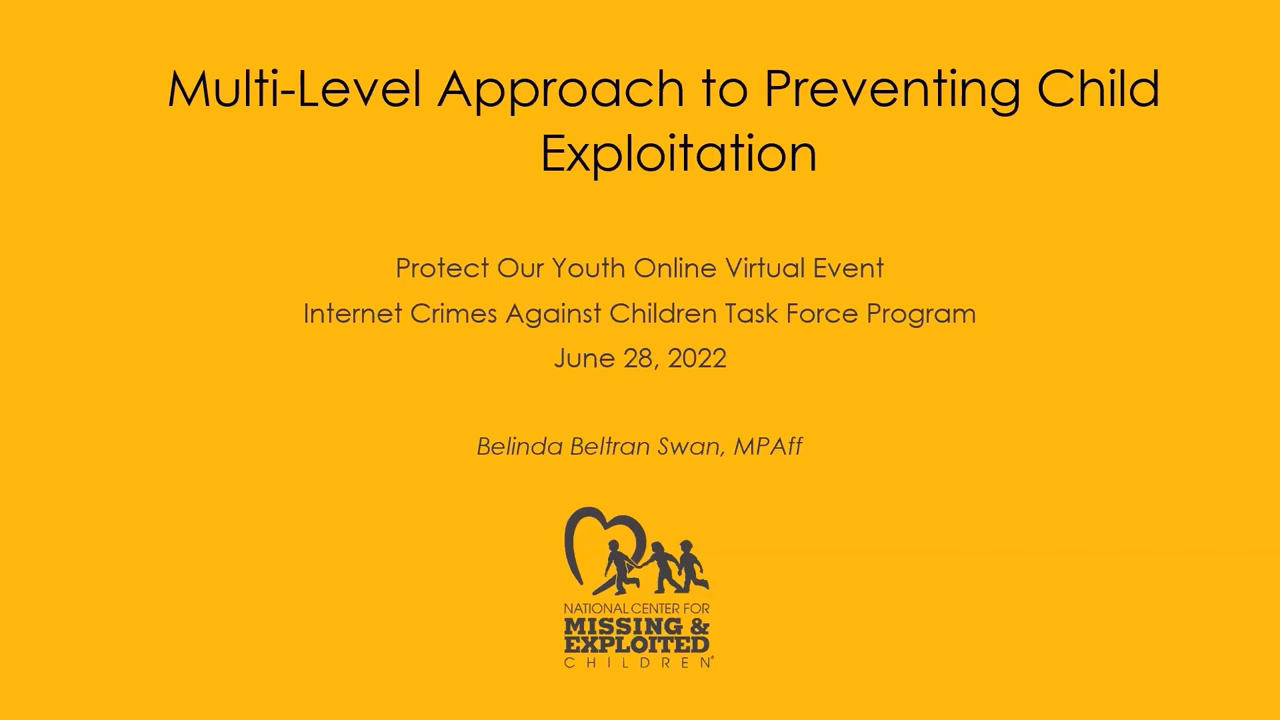 Multi-Level Approach to Preventing Child
Exploitation
Protect Our Youth Online Virtual Event
Internet Crimes Against Children Task Force Program
June 28, 2022
Belinda Beltran Swan, MPAff
NATIONAL CENTER FOR
MISSING &
EXPLOITED
CHILDREN®